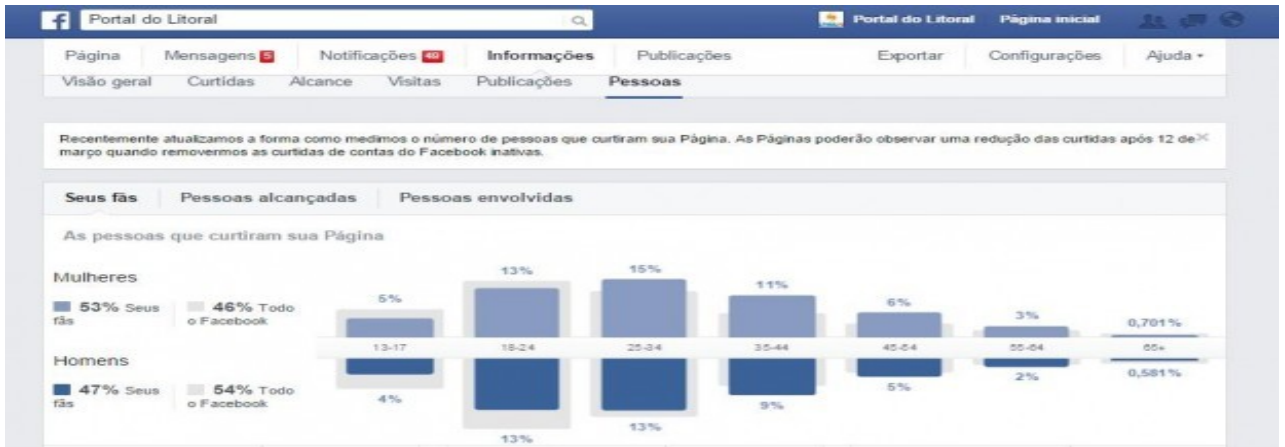 Portal do Litoral
Portal do Litoral Página inicial
Página Mensagens 5 Notificações 49 Informações Publicações Exportar Configurações Ajuda
Visão geral Curtidas Alcance Visitas Publicações Pessoas
Recentemente atualizamos a forma como medimos o número de pessoas que curtiram sua Página. As Páginas poderão observar uma redução das curtidas após 12 de
março quando removermos as curtidas de contas do Facebook inativas.
Seus fãs Pessoas alcançadas Pessoas envolvidas
As pessoas que curtiram sua Página
Mulheres
53% Seus
fãs
46% Todo
o Facebook
5% 13% 15% 11% 6% 3% 0,701%
13-17 18-24 25-34 35-44 45-54 55-64 65+
Homens
47% Seus
fãs
54% Todo
o Facebook
4% 13% 13% 9% 5% 2% 0,581%